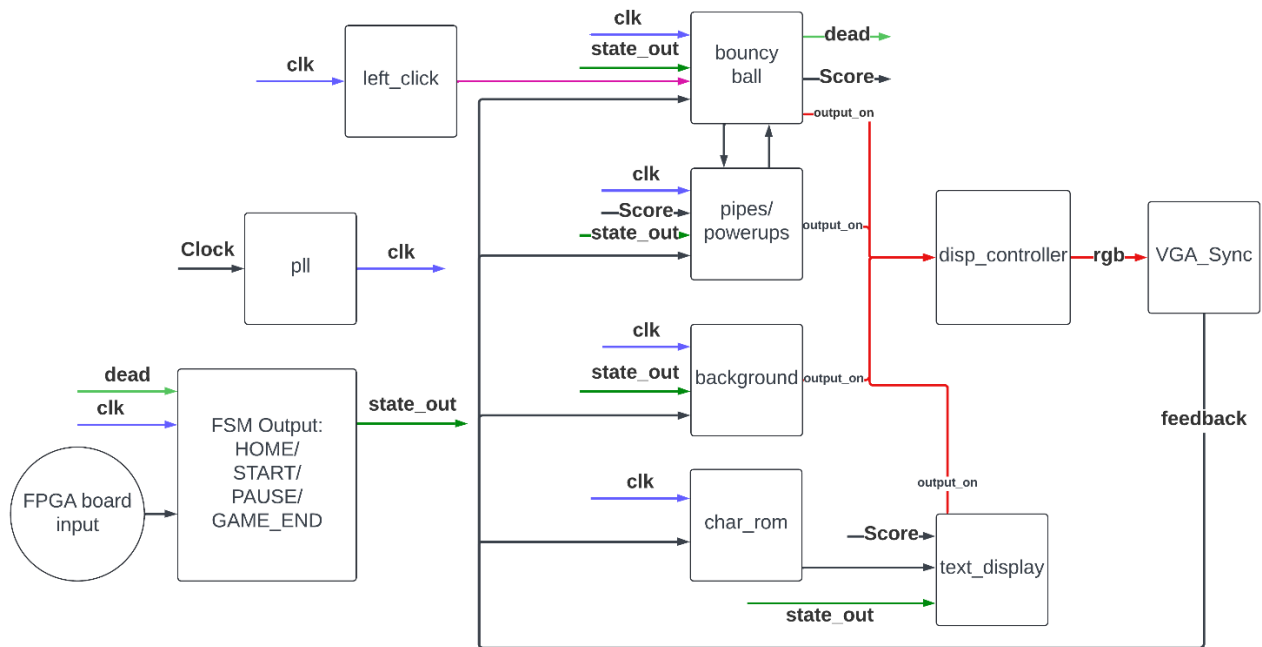 clk
left_click
clk
state_out
bouncy
ball
dead
Score
output_on
clk
Score
state_out
pipes/
powerups
output_on
Clock
pll
clk
disp_controller
rgb
VGA_Sync
clk
state_out
background
output_on
dead
clk
FSM Output:
HOME/
START/
PAUSE/
GAME_END
state_out
FPGA board
input
feedback
clk
char_rom
output_on
Score
text_display
state_out